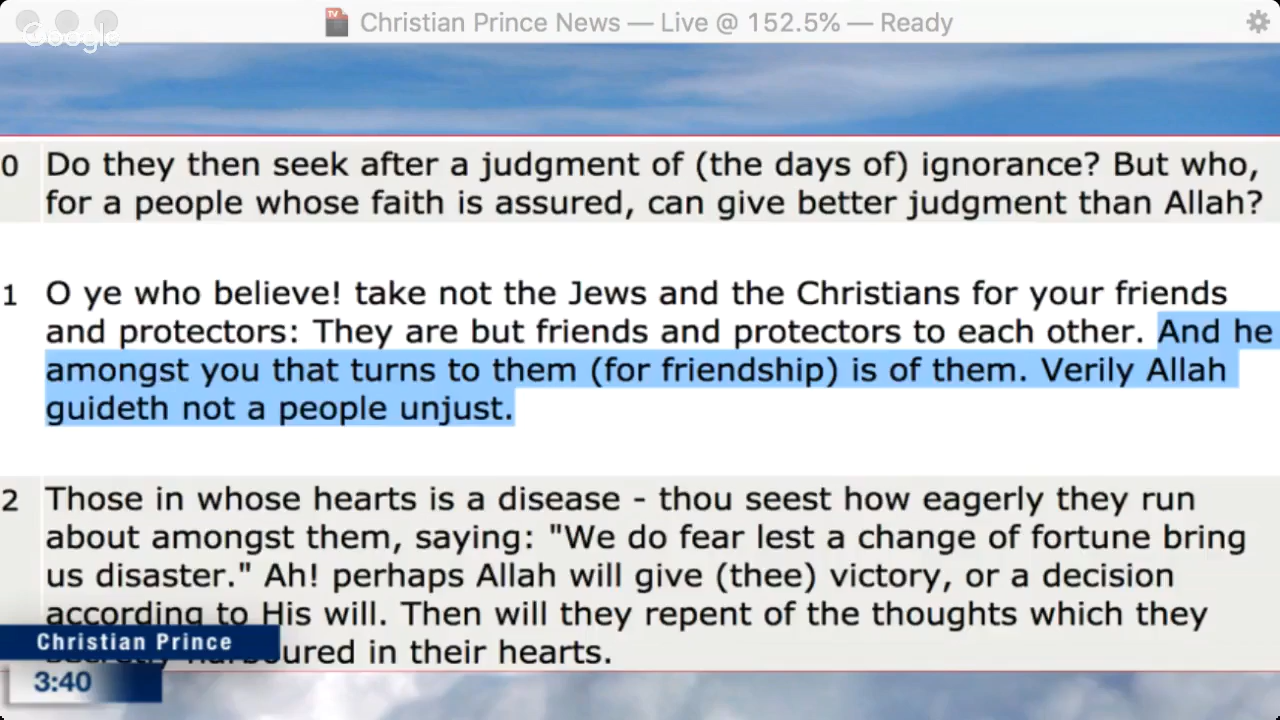 Christian Prince News — Live @ 152.5% — Ready
Google
0 Do they then seek after a judgment of (the days of) ignorance? But who,
for a people whose faith is assured, can give better judgment than Allah?
1 O ye who believe! take not the Jews and the Christians for your friends
and protectors: They are but friends and protectors to each other. And he
amongst you that turns to them (for friendship) is of them. Verily Allah
guideth not a people unjust.
2 Those in whose hearts is a disease - thou seest how eagerly they run
about amongst them, saying: "We do fear lest a change of fortune bring
us disaster." Ah! perhaps Allah will give (thee) victory, or a decision
according to His will. Then will they repent of the thoughts which they
secretly harboured in their hearts.
Christian Prince
3:40